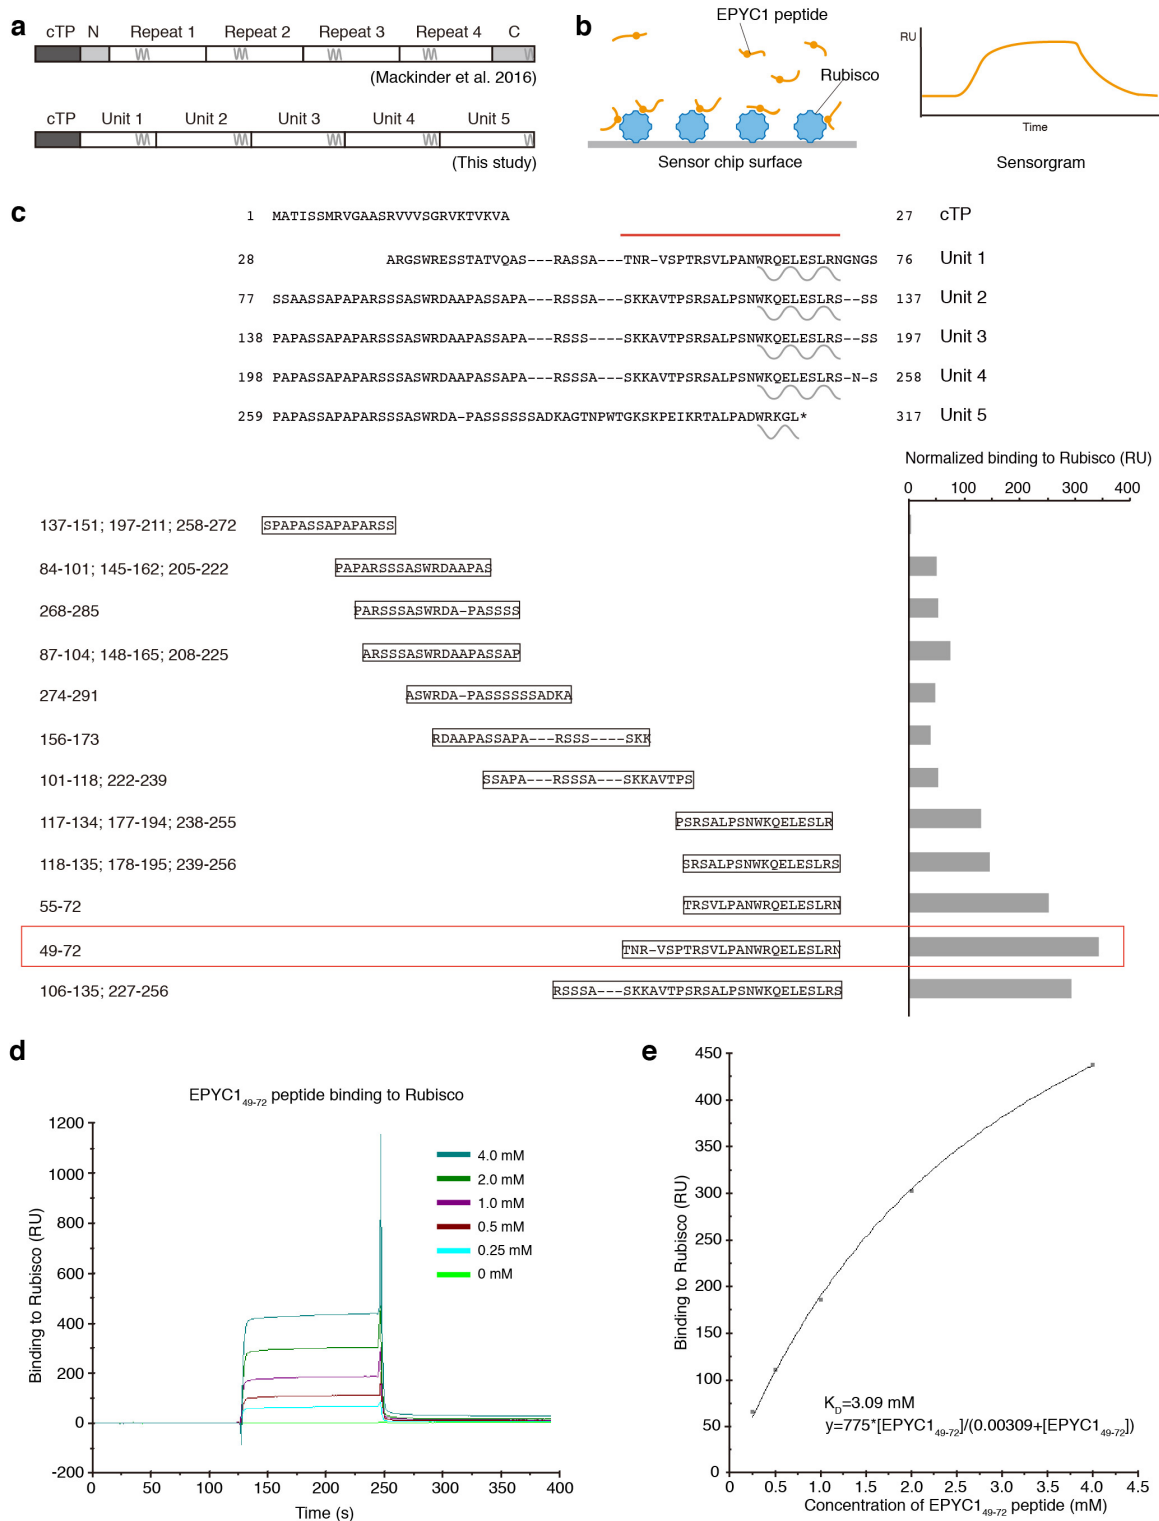 a
cTP N Repeat 1 Repeat 2 Repeat 3 Repeat 4 C
(Mackinder et al. 2016)
cTP Unit 1 Unit 2 Unit 3 Unit 4 Unit 5
(This study)
b
EPYC1 peptide
Rubisco
Sensor chip surface
RU
Time
Sensorgram
c
1 MATISSMRVGAASRVVVSGRVKTVKVA 27 cTP
28 ARGSWRESSTATVQAS---RASSA---TNR-VSPTRSVLPANWRQELESLRNGNGS 76 Unit 1
77 SSAASSAPAPARSSSASWRDAAPASSAPA---RSSSA---SKKAVTPSRSALPSNWKQELESLRS--SS 137 Unit 2
138 PAPASSAPAPARSSSASWRDAAPASSAPA---RSSS----SKKAVTPSRSALPSNWKQELESLRS--SS 197 Unit 3
198 PAPASSAPAPARSSSASWRDAAPASSAPA---RSSSA---SKKAVTPSRSALPSNWKQELESLRS-N-S 258 Unit 4
259 PAPASSAPAPARSSSASWRDA-PASSSSSSADKAGTNPWTGKSKPEIKRTALPADWRKGL* 317 Unit 5
Normalized binding to Rubisco (RU)
0 100 200 300 400
137-151; 197-211; 258-272 SPAPASSAPAPARSS
84-101; 145-162; 205-222 PAPARSSSASWRDAAPAS
268-285 PARSSSASWRDA-PASSSS
87-104; 148-165; 208-225 ARSSSASWRDAAPASSAP
274-291 ASWRDA-PASSSSSSADKA
156-173 RDAAPASSAPA---RSSS----SKK
101-118; 222-239 SSAPA---RSSSA---SKKAVTPS
117-134; 177-194; 238-255 PSRSALPSNWKQELESLR
118-135; 178-195; 239-256 SRSALPSNWKQELESLRS
55-72 TRSVLPANWRQELESLRN
49-72 TNR-VSPTRSVLPANWRQELESLRN
106-135; 227-256 RSSSA---SKKAVTPSRSALPSNWKQELESLRS
d
EPYC1₄₉₋₇₂ peptide binding to Rubisco
Binding to Rubisco (RU)
1200
1000
800
600
400
200
0
-200
4.0 mM
2.0 mM
1.0 mM
0.5 mM
0.25 mM
0 mM
0 50 100 150 200 250 300 350 400
Time (s)
e
Binding to Rubisco (RU)
450
400
350
300
250
200
150
100
50
0
K_D=3.09 mM
y=775*[EPYC1₄₉₋₇₂]/(0.00309+[EPYC1₄₉₋₇₂])
0 0.5 1.0 1.5 2.0 2.5 3.0 3.5 4.0 4.5
Concentration of EPYC1₄₉₋₇₂ peptide (mM)